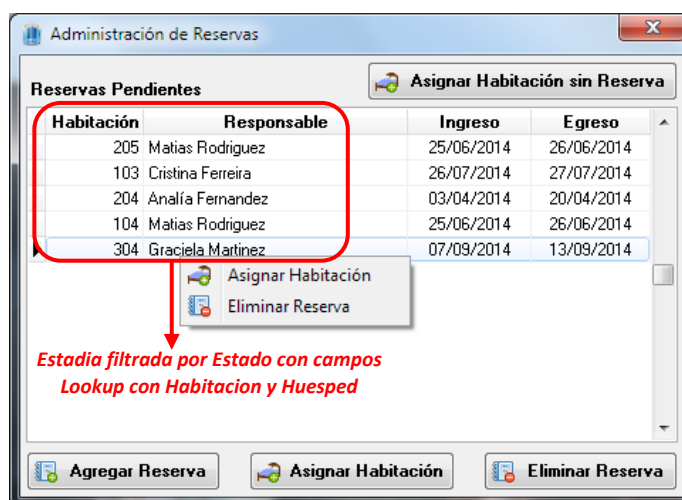 Administración de Reservas
Reservas Pendientes
Asignar Habitación sin Reserva
Habitación Responsable Ingreso Egreso
205 Matias Rodriguez 25/06/2014 26/06/2014
103 Cristina Ferreira 26/07/2014 27/07/2014
204 Analía Fernandez 03/04/2014 20/04/2014
104 Matias Rodriguez 25/06/2014 26/06/2014
304 Graciela Martinez 07/09/2014 13/09/2014
Asignar Habitación
Eliminar Reserva
Estadia filtrada por Estado con campos
Lookup con Habitacion y Huesped
Agregar Reserva Asignar Habitación Eliminar Reserva